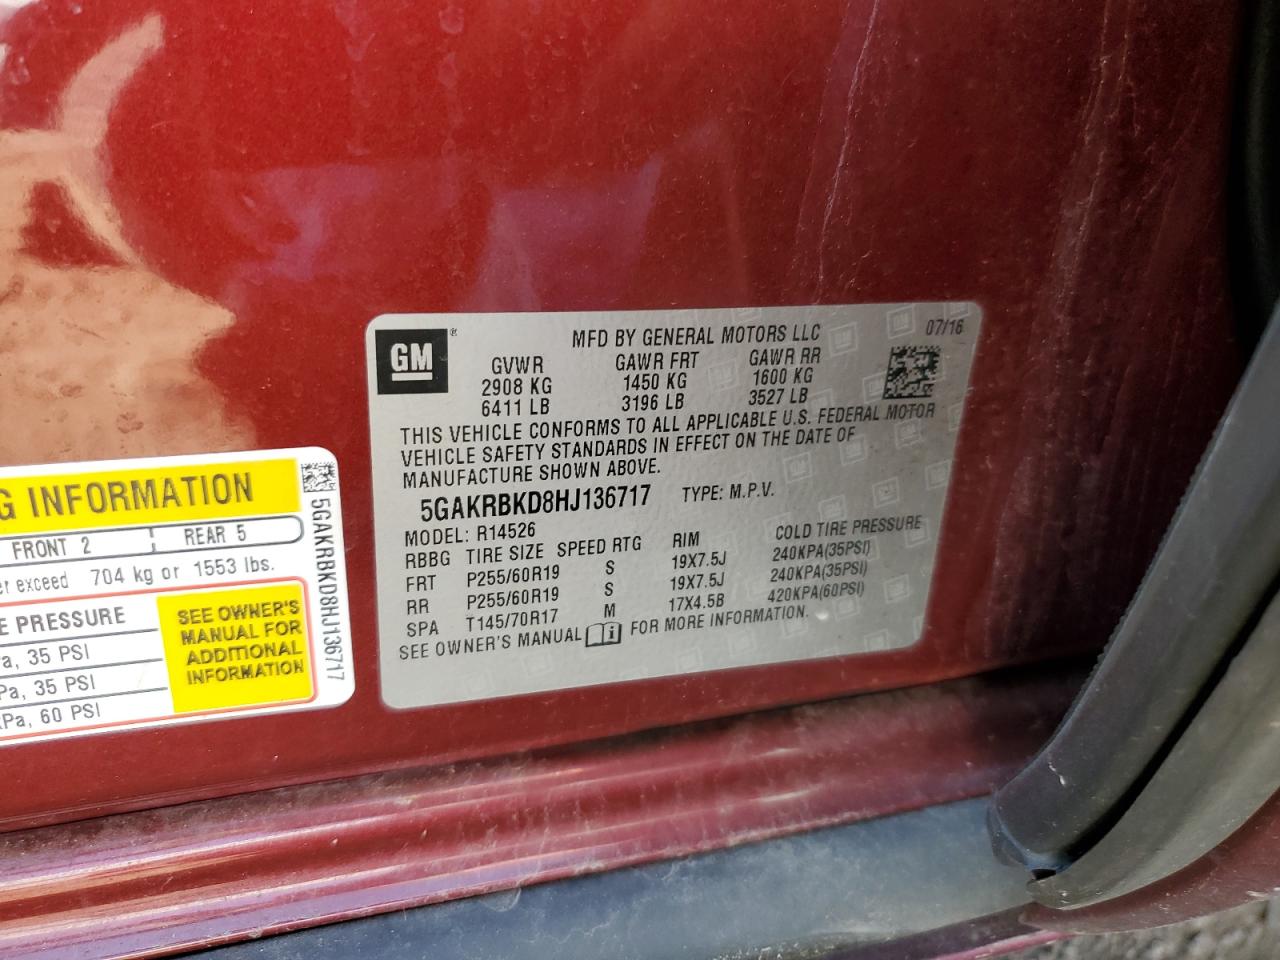 GM ®
MFD BY GENERAL MOTORS LLC
07/16
GVWR GAWR FRT GAWR RR
2908 KG 1450 KG 1600 KG
6411 LB 3196 LB 3527 LB
THIS VEHICLE CONFORMS TO ALL APPLICABLE U.S. FEDERAL MOTOR
VEHICLE SAFETY STANDARDS IN EFFECT ON THE DATE OF
MANUFACTURE SHOWN ABOVE.
5GAKRBKD8HJ136717 TYPE: M.P.V.
MODEL: R14526
RBBG TIRE SIZE SPEED RTG RIM COLD TIRE PRESSURE
FRT P255/60R19 S 19X7.5J 240KPA(35PSI)
RR P255/60R19 S 19X7.5J 240KPA(35PSI)
SPA T145/70R17 M 17X4.5B 420KPA(60PSI)
SEE OWNER'S MANUAL i FOR MORE INFORMATION.
G INFORMATION
FRONT 2 REAR 5
er exceed 704 kg or 1553 lbs.
E PRESSURE
a, 35 PSI
Pa, 35 PSI
Pa, 60 PSI
SEE OWNER'S
MANUAL FOR
ADDITIONAL
INFORMATION
5GAKRBKD8HJ136717